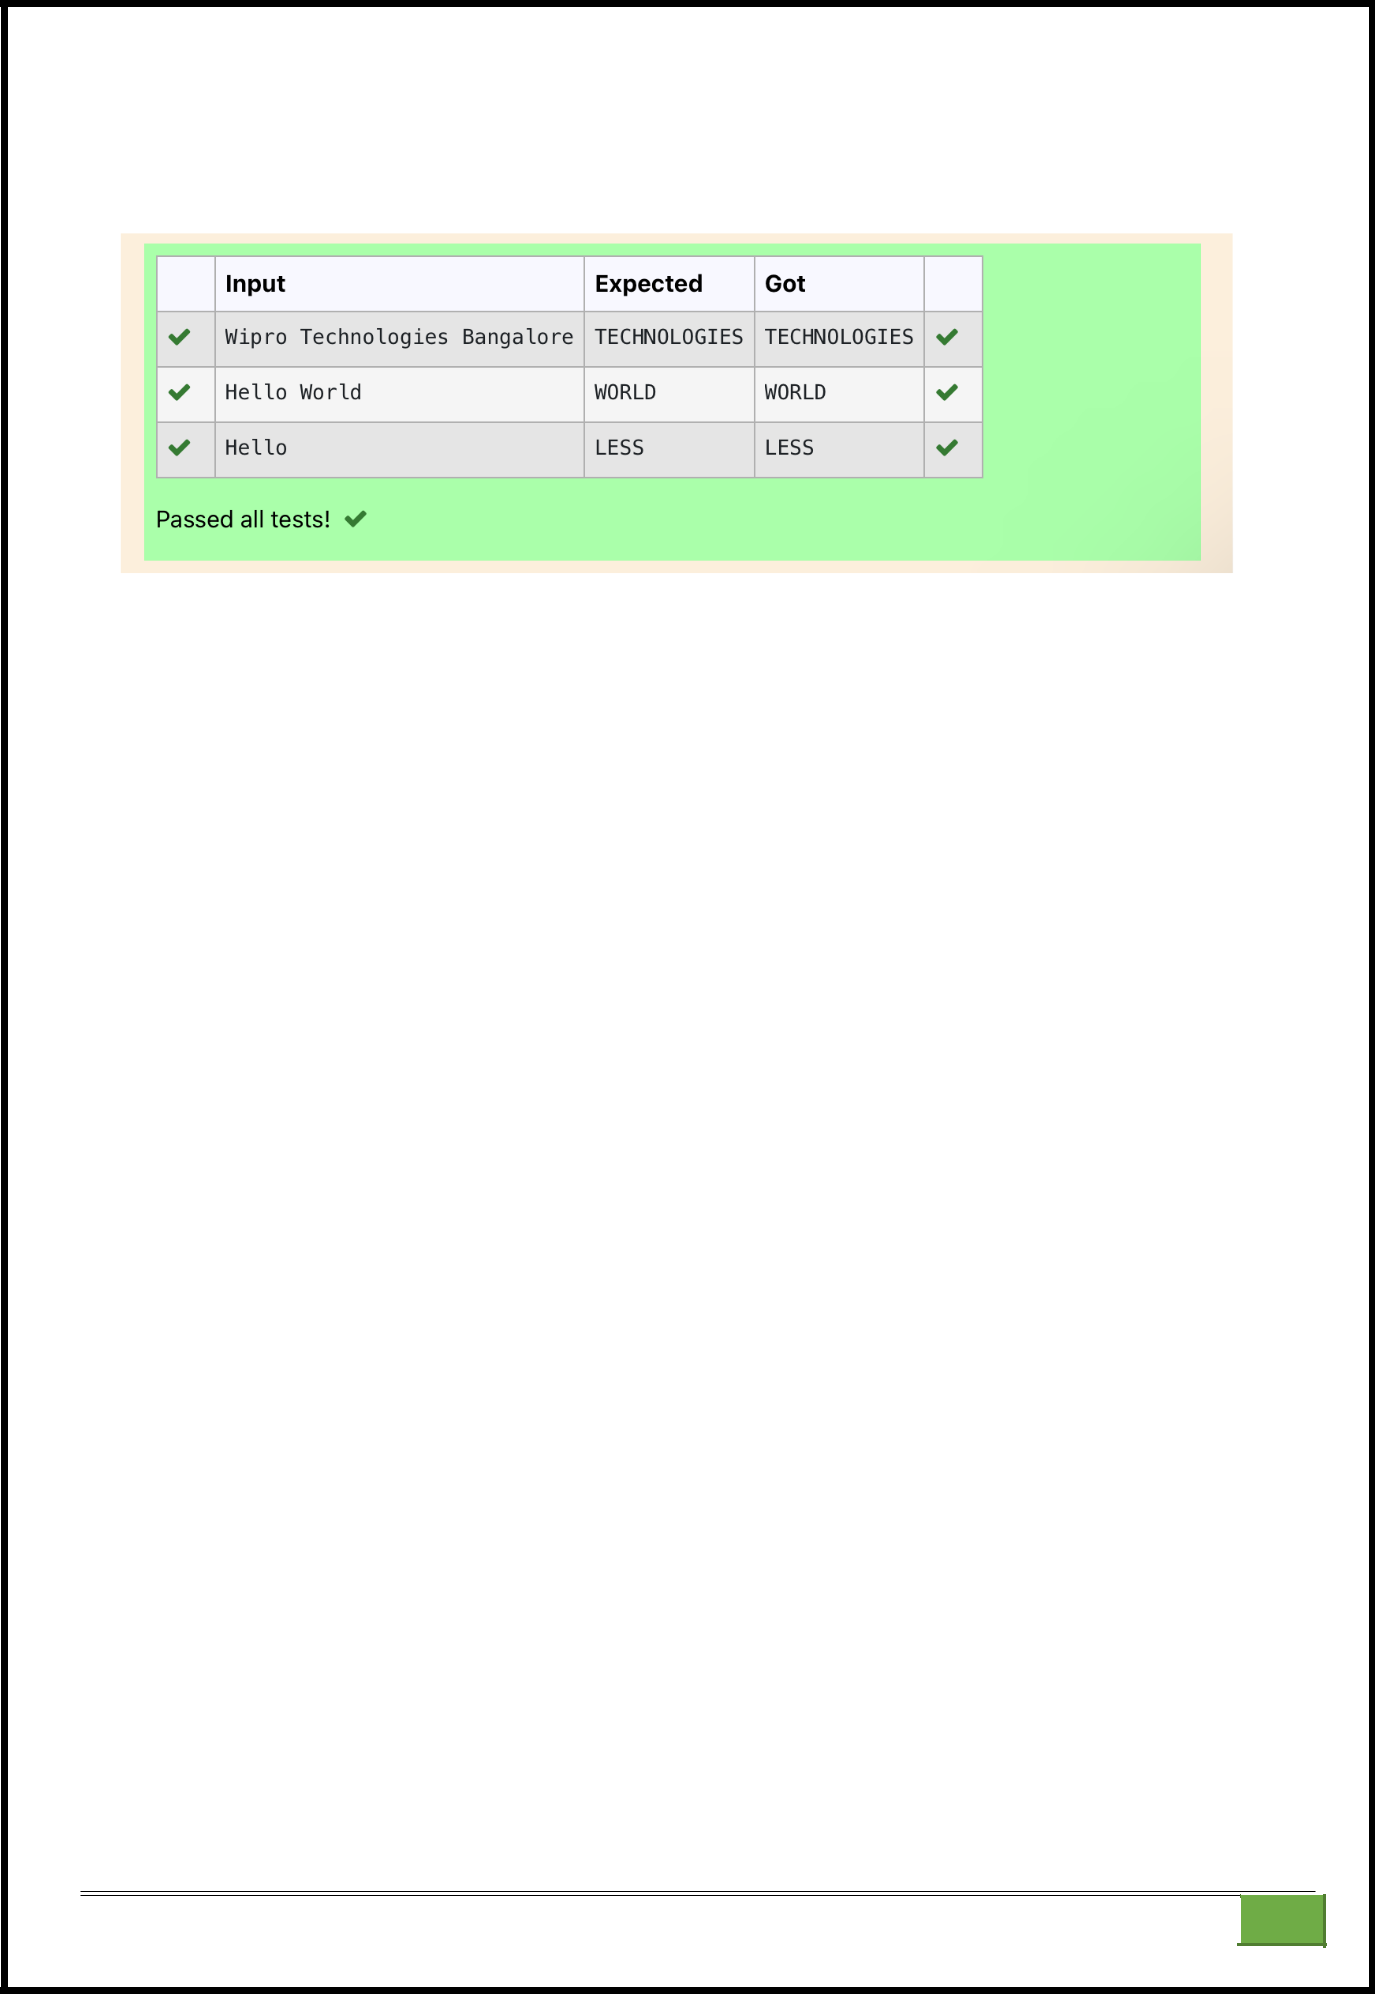 Input Expected Got
Wipro Technologies Bangalore TECHNOLOGIES TECHNOLOGIES
Hello World WORLD WORLD
Hello LESS LESS
Passed all tests!